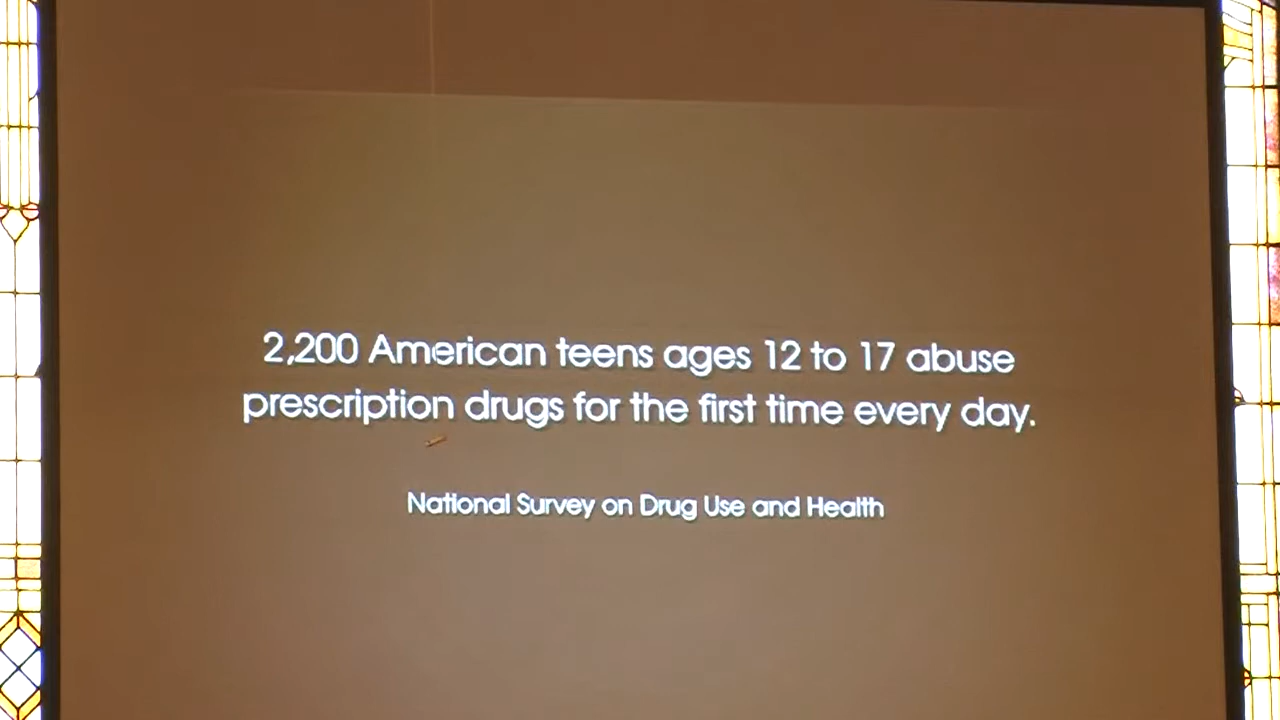 2,200 American teens ages 12 to 17 abuse
prescription drugs for the first time every day.
National Survey on Drug Use and Health